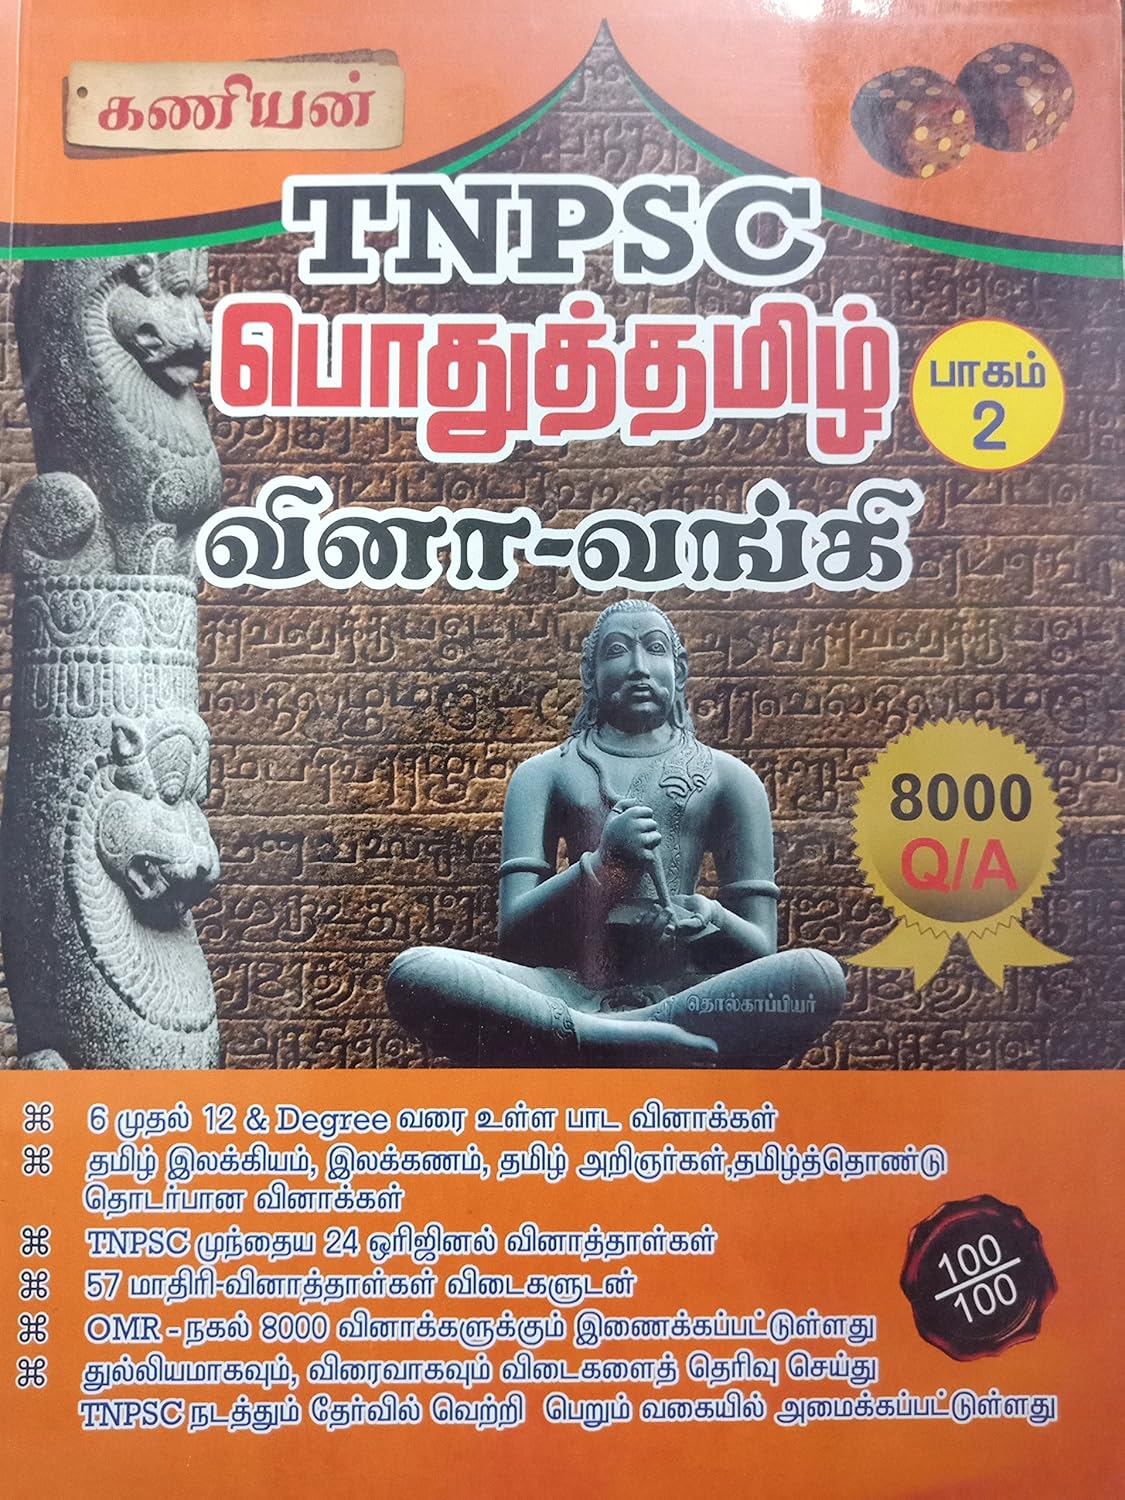 கணியன்
TNPSC
பொதுத்தமிழ்
பாகம்
2
வினா-வங்கி
8000
Q/A
தொல்காப்பியர்
6 முதல் 12 & Degree வரை உள்ள பாட வினாக்கள்
தமிழ் இலக்கியம், இலக்கணம், தமிழ் அறிஞர்கள்,தமிழ்த்தொண்டு
தொடர்பான வினாக்கள்
TNPSC முந்தைய 24 ஒரிஜினல் வினாத்தாள்கள்
57 மாதிரி-வினாத்தாள்கள் விடைகளுடன்
OMR - நகல் 8000 வினாக்களுக்கும் இணைக்கப்பட்டுள்ளது
துல்லியமாகவும், விரைவாகவும் விடைகளைத் தெரிவு செய்து
TNPSC நடத்தும் தேர்வில் வெற்றி பெறும் வகையில் அமைக்கப்பட்டுள்ளது
100
100